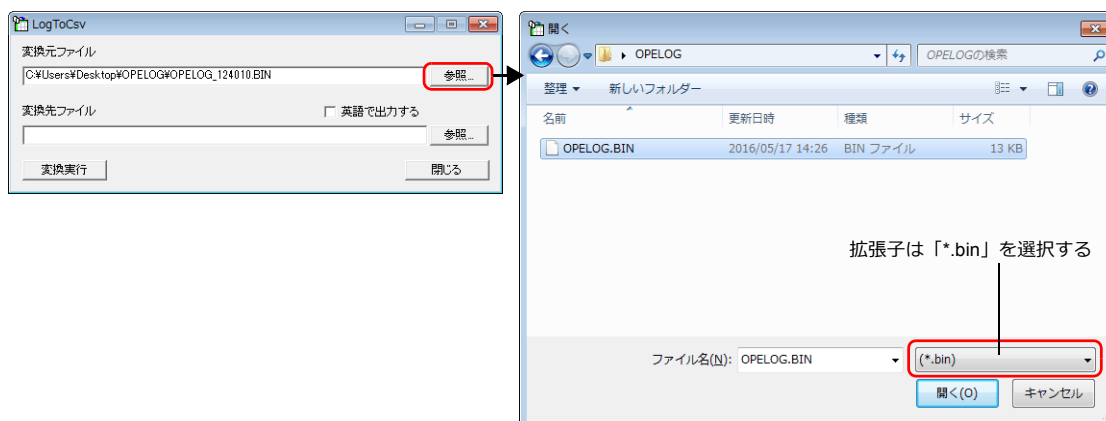 LogToCsv
変換元ファイル
C:¥Users¥Desktop¥OPELOG¥OPELOG_124010.BIN
参照...
変換先ファイル
英語で出力する
参照...
変換実行
閉じる
開く
OPELOG
OPELOGの検索
整理
新しいフォルダー
名前 更新日時 種類 サイズ
OPELOG.BIN 2016/05/17 14:26 BIN ファイル 13 KB
拡張子は「*.bin」を選択する
ファイル名(N): OPELOG.BIN
(*.bin)
開く(O)
キャンセル